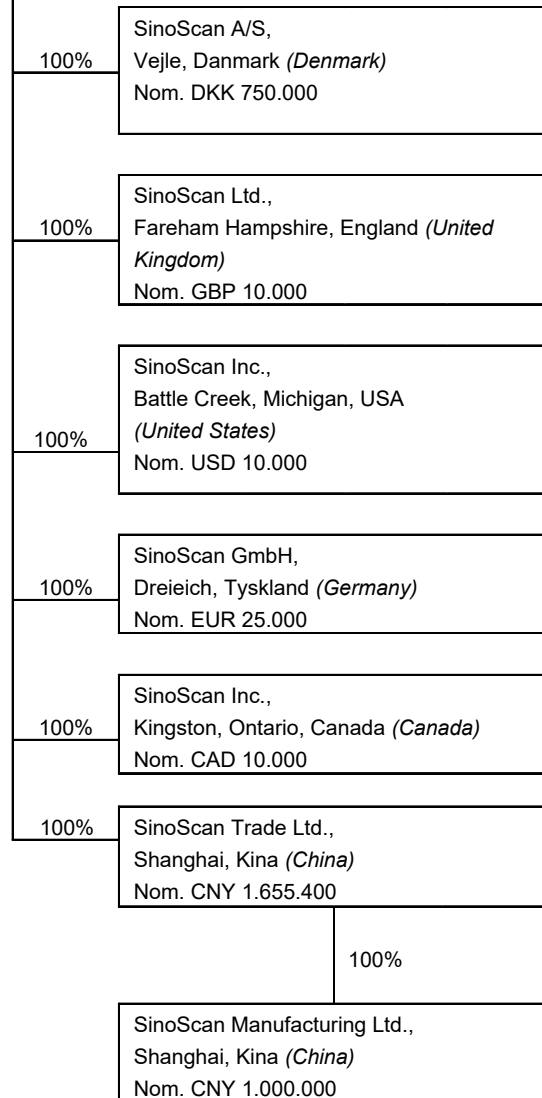 SinoScan A/S,
100%
Vejle, Danmark (Denmark)
Nom. DKK 750.000
SinoScan Ltd.,
100%
Fareham Hampshire, England (United
Kingdom)
Nom. GBP 10.000
SinoScan Inc.,
Battle Creek, Michigan, USA
100%
(United States)
Nom. USD 10.000
SinoScan GmbH,
100%
Dreieich, Tyskland (Germany)
Nom. EUR 25.000
SinoScan Inc.,
100%
Kingston, Ontario, Canada (Canada)
Nom. CAD 10.000
100%
SinoScan Trade Ltd.,
Shanghai, Kina (China)
Nom. CNY 1.655.400
100%
SinoScan Manufacturing Ltd.,
Shanghai, Kina (China)
Nom. CNY 1.000.000